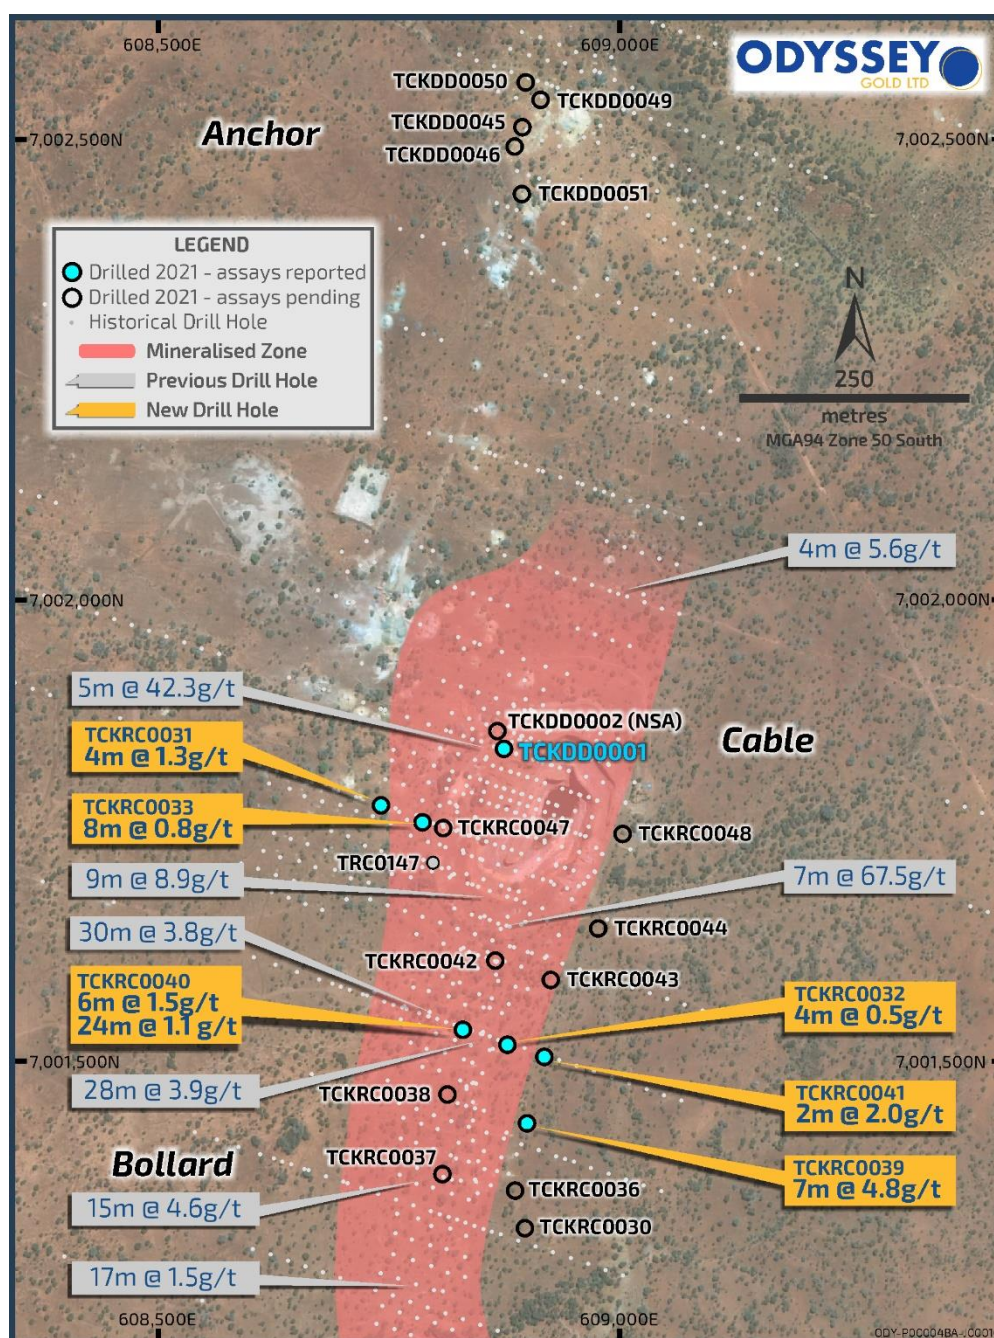 608,500E
609,000E
ODYSSEY
GOLD LTD
TCKDD0050
TCKDD0049
Anchor
TCKDD0045
7,002,500N
7,002,500N
TCKDD0046
TCKDD0051
LEGEND
Drilled 2021 - assays reported
Drilled 2021 - assays pending
Historical Drill Hole
Mineralised Zone
Previous Drill Hole
New Drill Hole
N
250
metres
MGA94 Zone 50 South
4m @ 5.6g/t
7,002,000N
7,002,000N
5m @ 42.3g/t
TCKDD0002 (NSA)
TCKDD0001
Cable
TCKRC0031
4m @ 1.3g/t
TCKRC0033
8m @ 0.8g/t
TCKRC0047
TCKRC0048
TRC0147
9m @ 8.9g/t
7m @ 67.5g/t
30m @ 3.8g/t
TCKRC0044
TCKRC0042
TCKRC0043
TCKRC0040
6m @ 1.5g/t
24m @ 1.1 g/t
TCKRC0032
4m @ 0.5g/t
7,001,500N
7,001,500N
28m @ 3.9g/t
TCKRC0038
TCKRC0041
2m @ 2.0g/t
Bollard
TCKRC0037
TCKRC0039
7m @ 4.8g/t
15m @ 4.6g/t
TCKRC0036
TCKRC0030
17m @ 1.5g/t
608,500E
609,000E